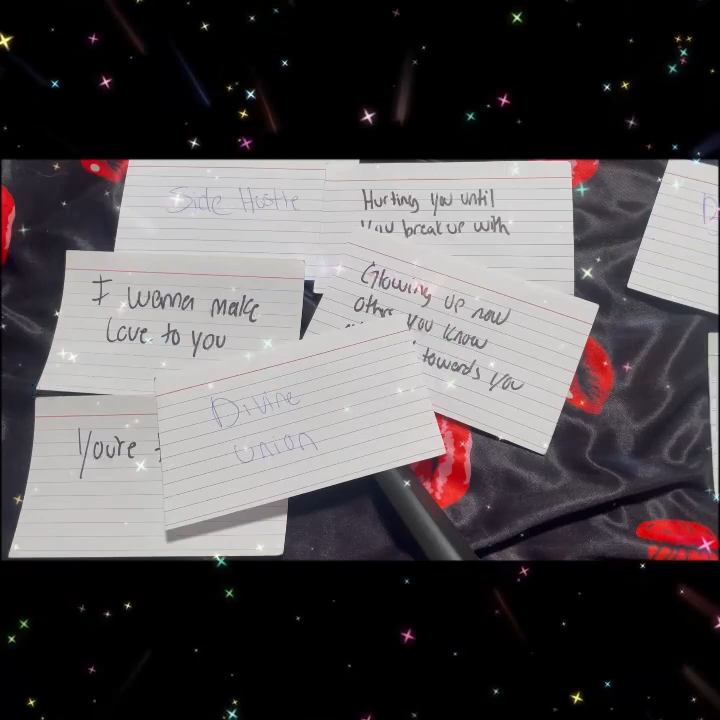 Side Hustle
Hurting you until
you break up with
I wanna make
Love to you
Glowing up now
other you know
towards you
Divine
Union
You're
D